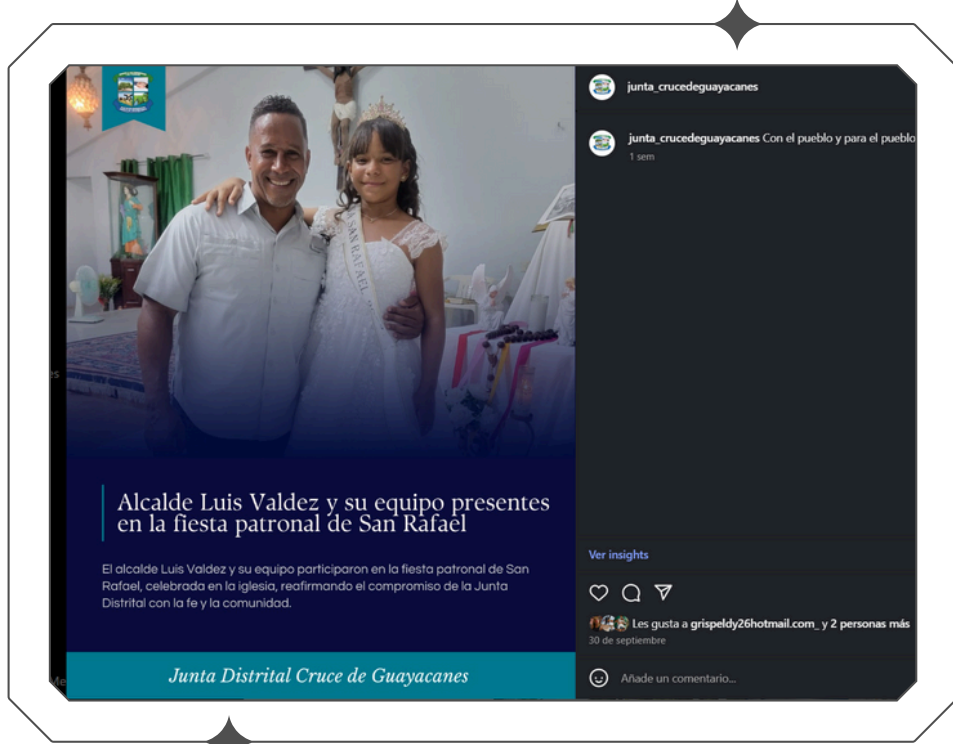 junta_crucedeguayacanes
junta_crucedeguayacanes Con el pueblo y para el pueblo
1 sem
SAN RAFAEL
Alcalde Luis Valdez y su equipo presentes
en la fiesta patronal de San Rafael
El alcalde Luis Valdez y su equipo participaron en la fiesta patronal de San
Rafael, celebrada en la iglesia, reafirmando el compromiso de la Junta
Distrital con la fe y la comunidad.
Junta Distrital Cruce de Guayacanes
Ver insights
Les gusta a grispeldy26hotmail.com_ y 2 personas más
30 de septiembre
Añade un comentario...